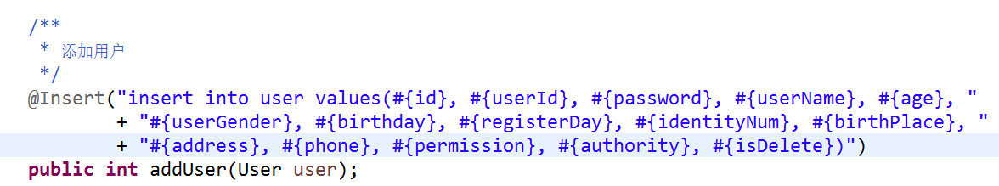 /**
 * 添加用户
 */
@Insert("insert into user values(#{id}, #{userId}, #{password}, #{userName}, #{age}, "
        + "#{userGender}, #{birthday}, #{registerDay}, #{identityNum}, #{birthPlace}, "
        + "#{address}, #{phone}, #{permission}, #{authority}, #{isDelete})")
public int addUser(User user);